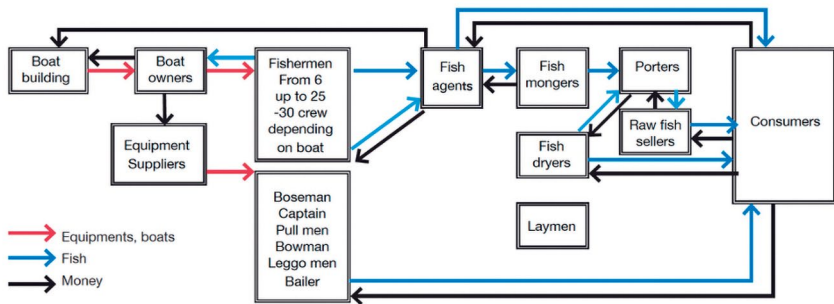 Boat
building
Boat
owners
Equipment
Suppliers
Fishermen
From 6
up to 25
-30 crew
depending
on boat
Boseman
Captain
Pull men
Bowman
Leggo men
Bailer
Fish
agents
Fish
mongers
Fish
dryers
Laymen
Porters
Raw fish
sellers
Consumers
Equipments, boats
Fish
Money